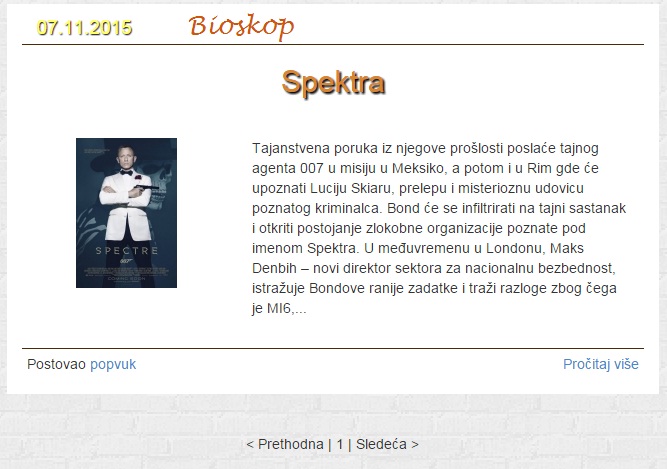 07.11.2015 Bioskop
Spektra
Tajanstvena poruka iz njegove prošlosti poslaće tajnog
agenta 007 u misiju u Meksiko, a potom i u Rim gde će
upoznati Luciju Skiaru, prelepu i misterioznu udovicu
poznatog kriminalca. Bond će se infiltrirati na tajni sastanak
i otkriti postojanje zlokobne organizacije poznate pod
imenom Spektra. U međuvremenu u Londonu, Maks
Denbih – novi direktor sektora za nacionalnu bezbednost,
istražuje Bondove ranije zadatke i traži razloge zbog čega
je MI6,...
SPECTRE
007
Postovao popvuk Pročitaj više
< Prethodna | 1 | Sledeća >